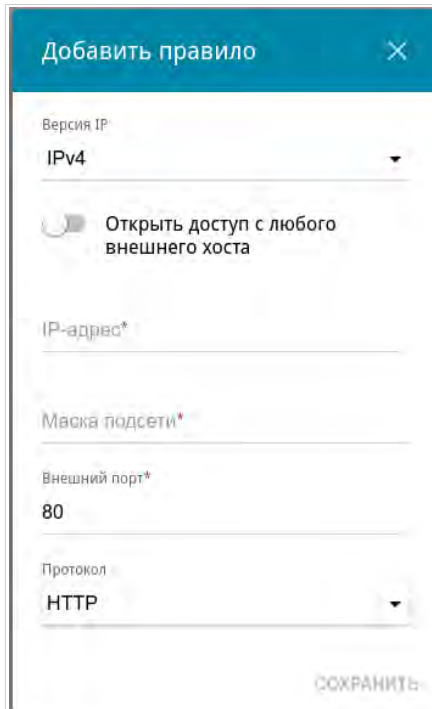 Добавить правило
Версия IP
IPv4
Открыть доступ с любого
внешнего хоста
IP-адрес*
Маска подсети*
Внешний порт*
80
Протокол
HTTP
СОХРАНИТЬ